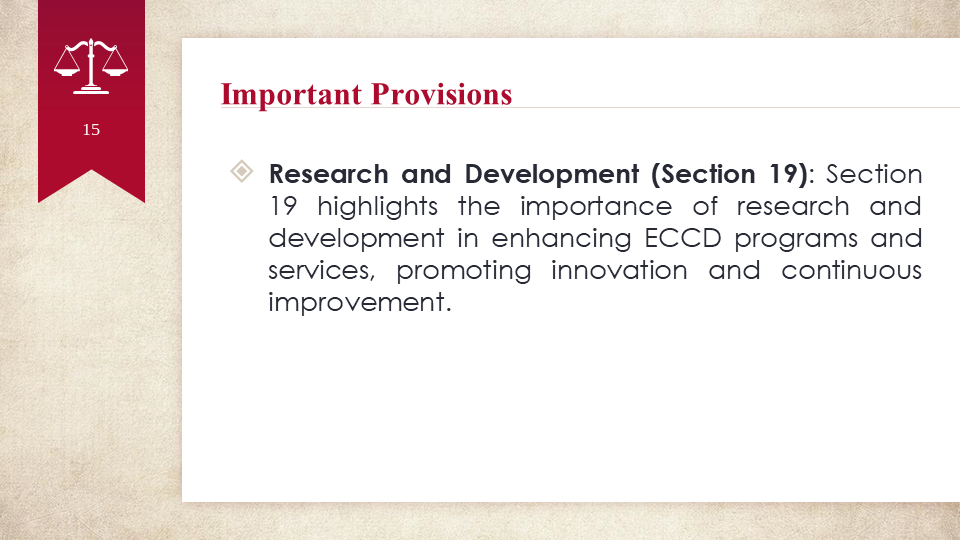 15
Important Provisions
Research and Development (Section 19): Section
19 highlights the importance of research and
development in enhancing ECCD programs and
services, promoting innovation and continuous
improvement.